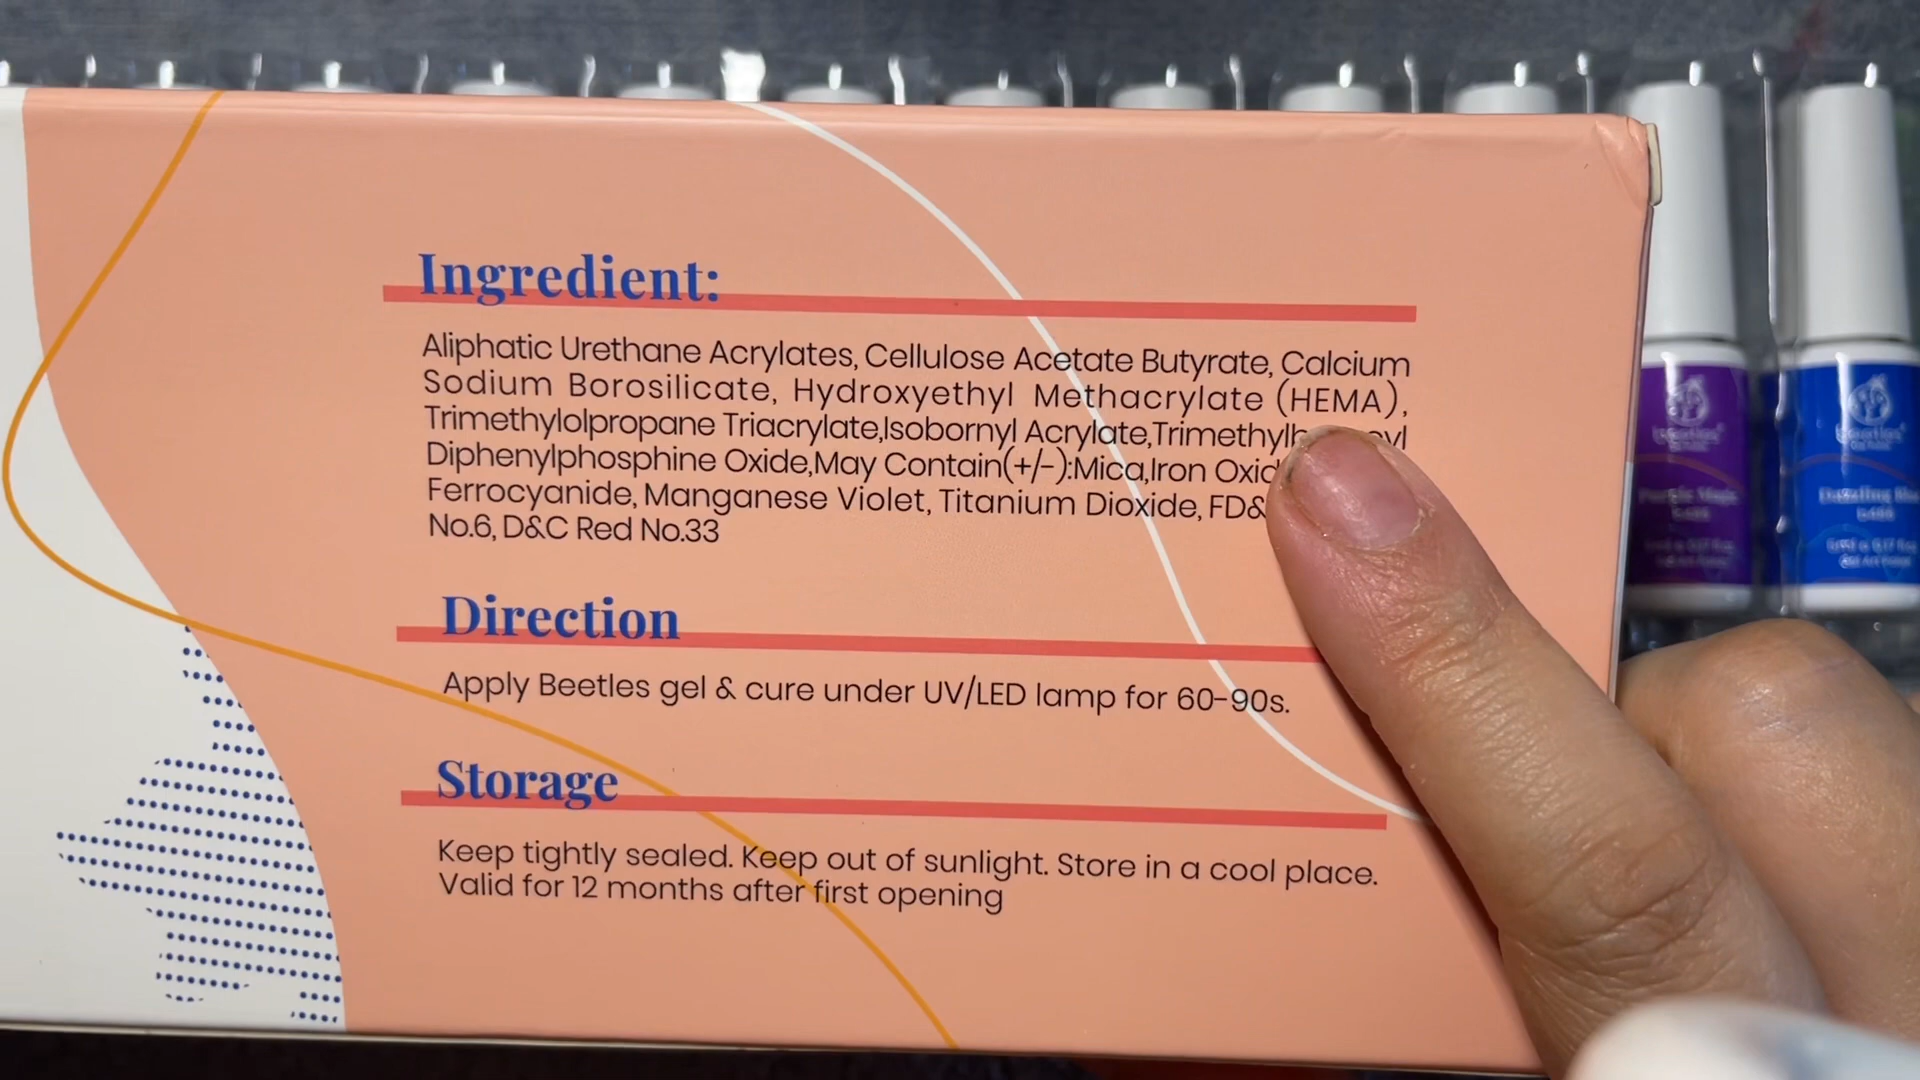 Ingredient:
Aliphatic Urethane Acrylates, Cellulose Acetate Butyrate, Calcium
Sodium Borosilicate, Hydroxyethyl Methacrylate (HEMA),
Trimethylolpropane Triacrylate,Isobornyl Acrylate,
Diphenylphosphine Oxide,May Contain(+/-):Mica,Iron
Ferrocyanide, Manganese Violet, Titanium Dioxide,
No.6, D&C Red No.33
Direction
Apply Beetles gel & cure under UV/LED lamp for 60-90s.
Storage
Keep tightly sealed. Keep out of sunlight. Store in a cool place.
Valid for 12 months after first opening